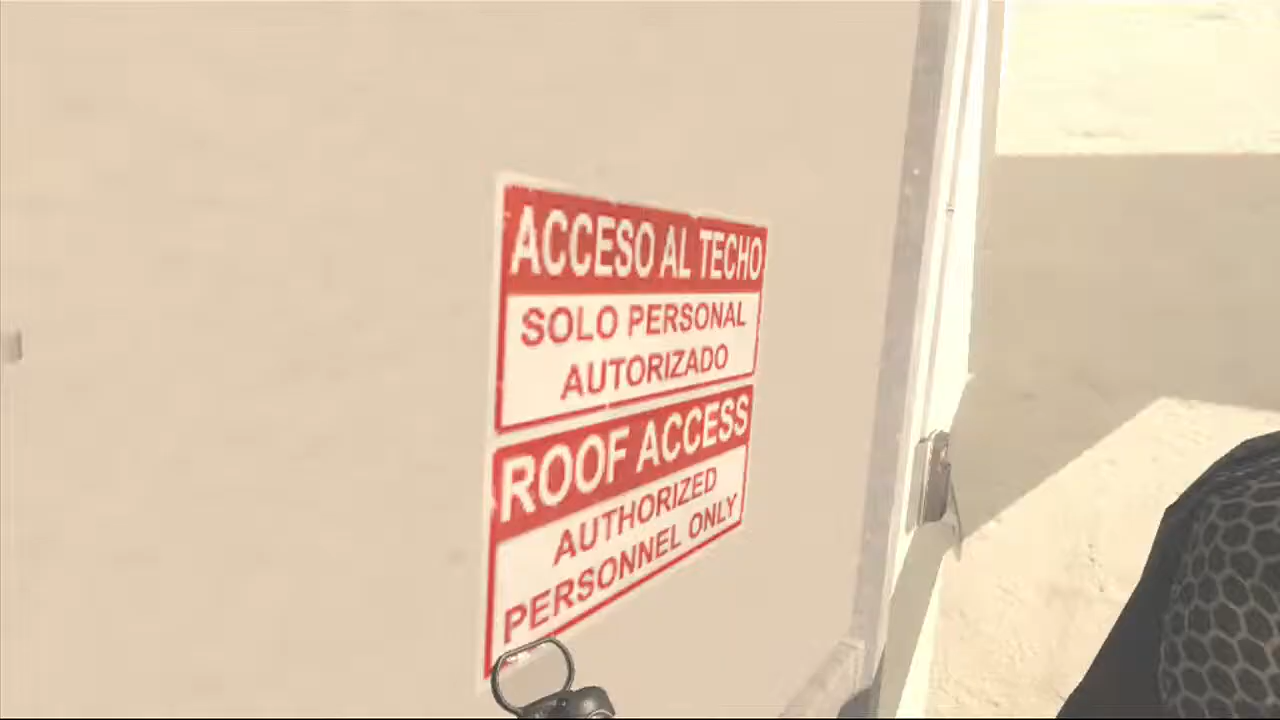 ACCESO AL TECHO
SOLO PERSONAL
AUTORIZADO
ROOF ACCESS
AUTHORIZED
PERSONNEL ONLY